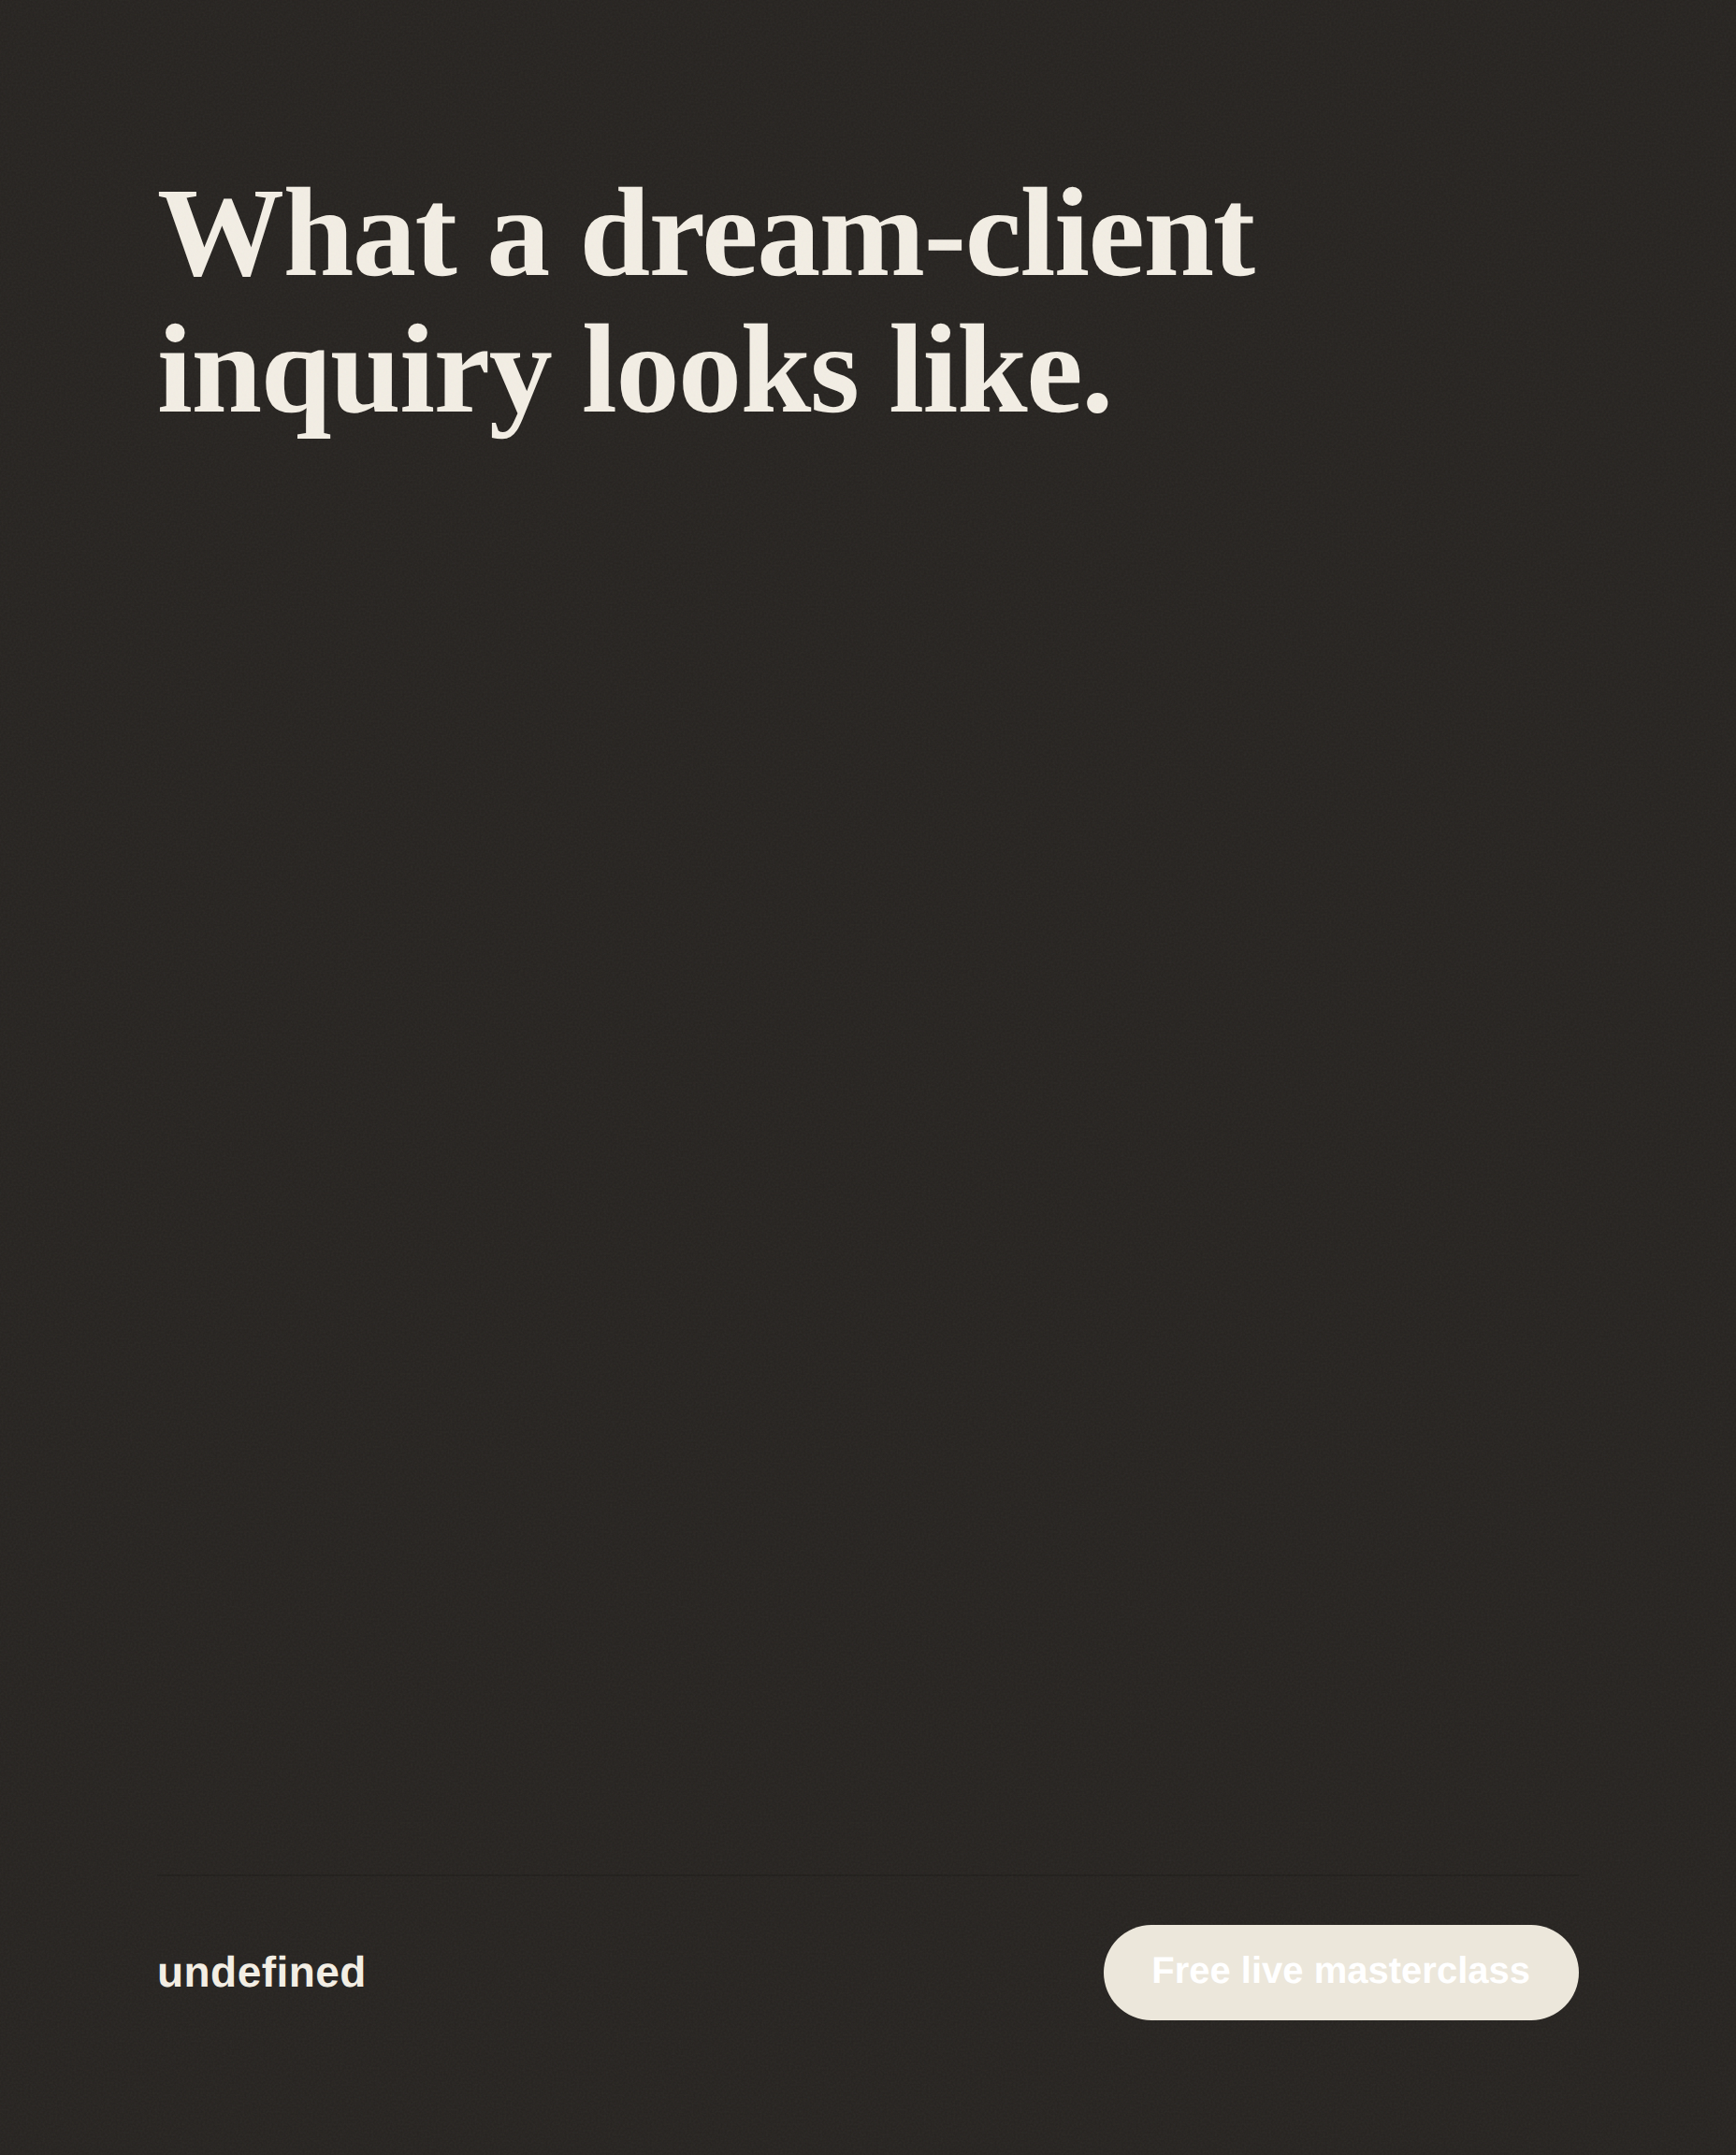 What a dream-client
inquiry looks like.
undefined
Free live masterclass